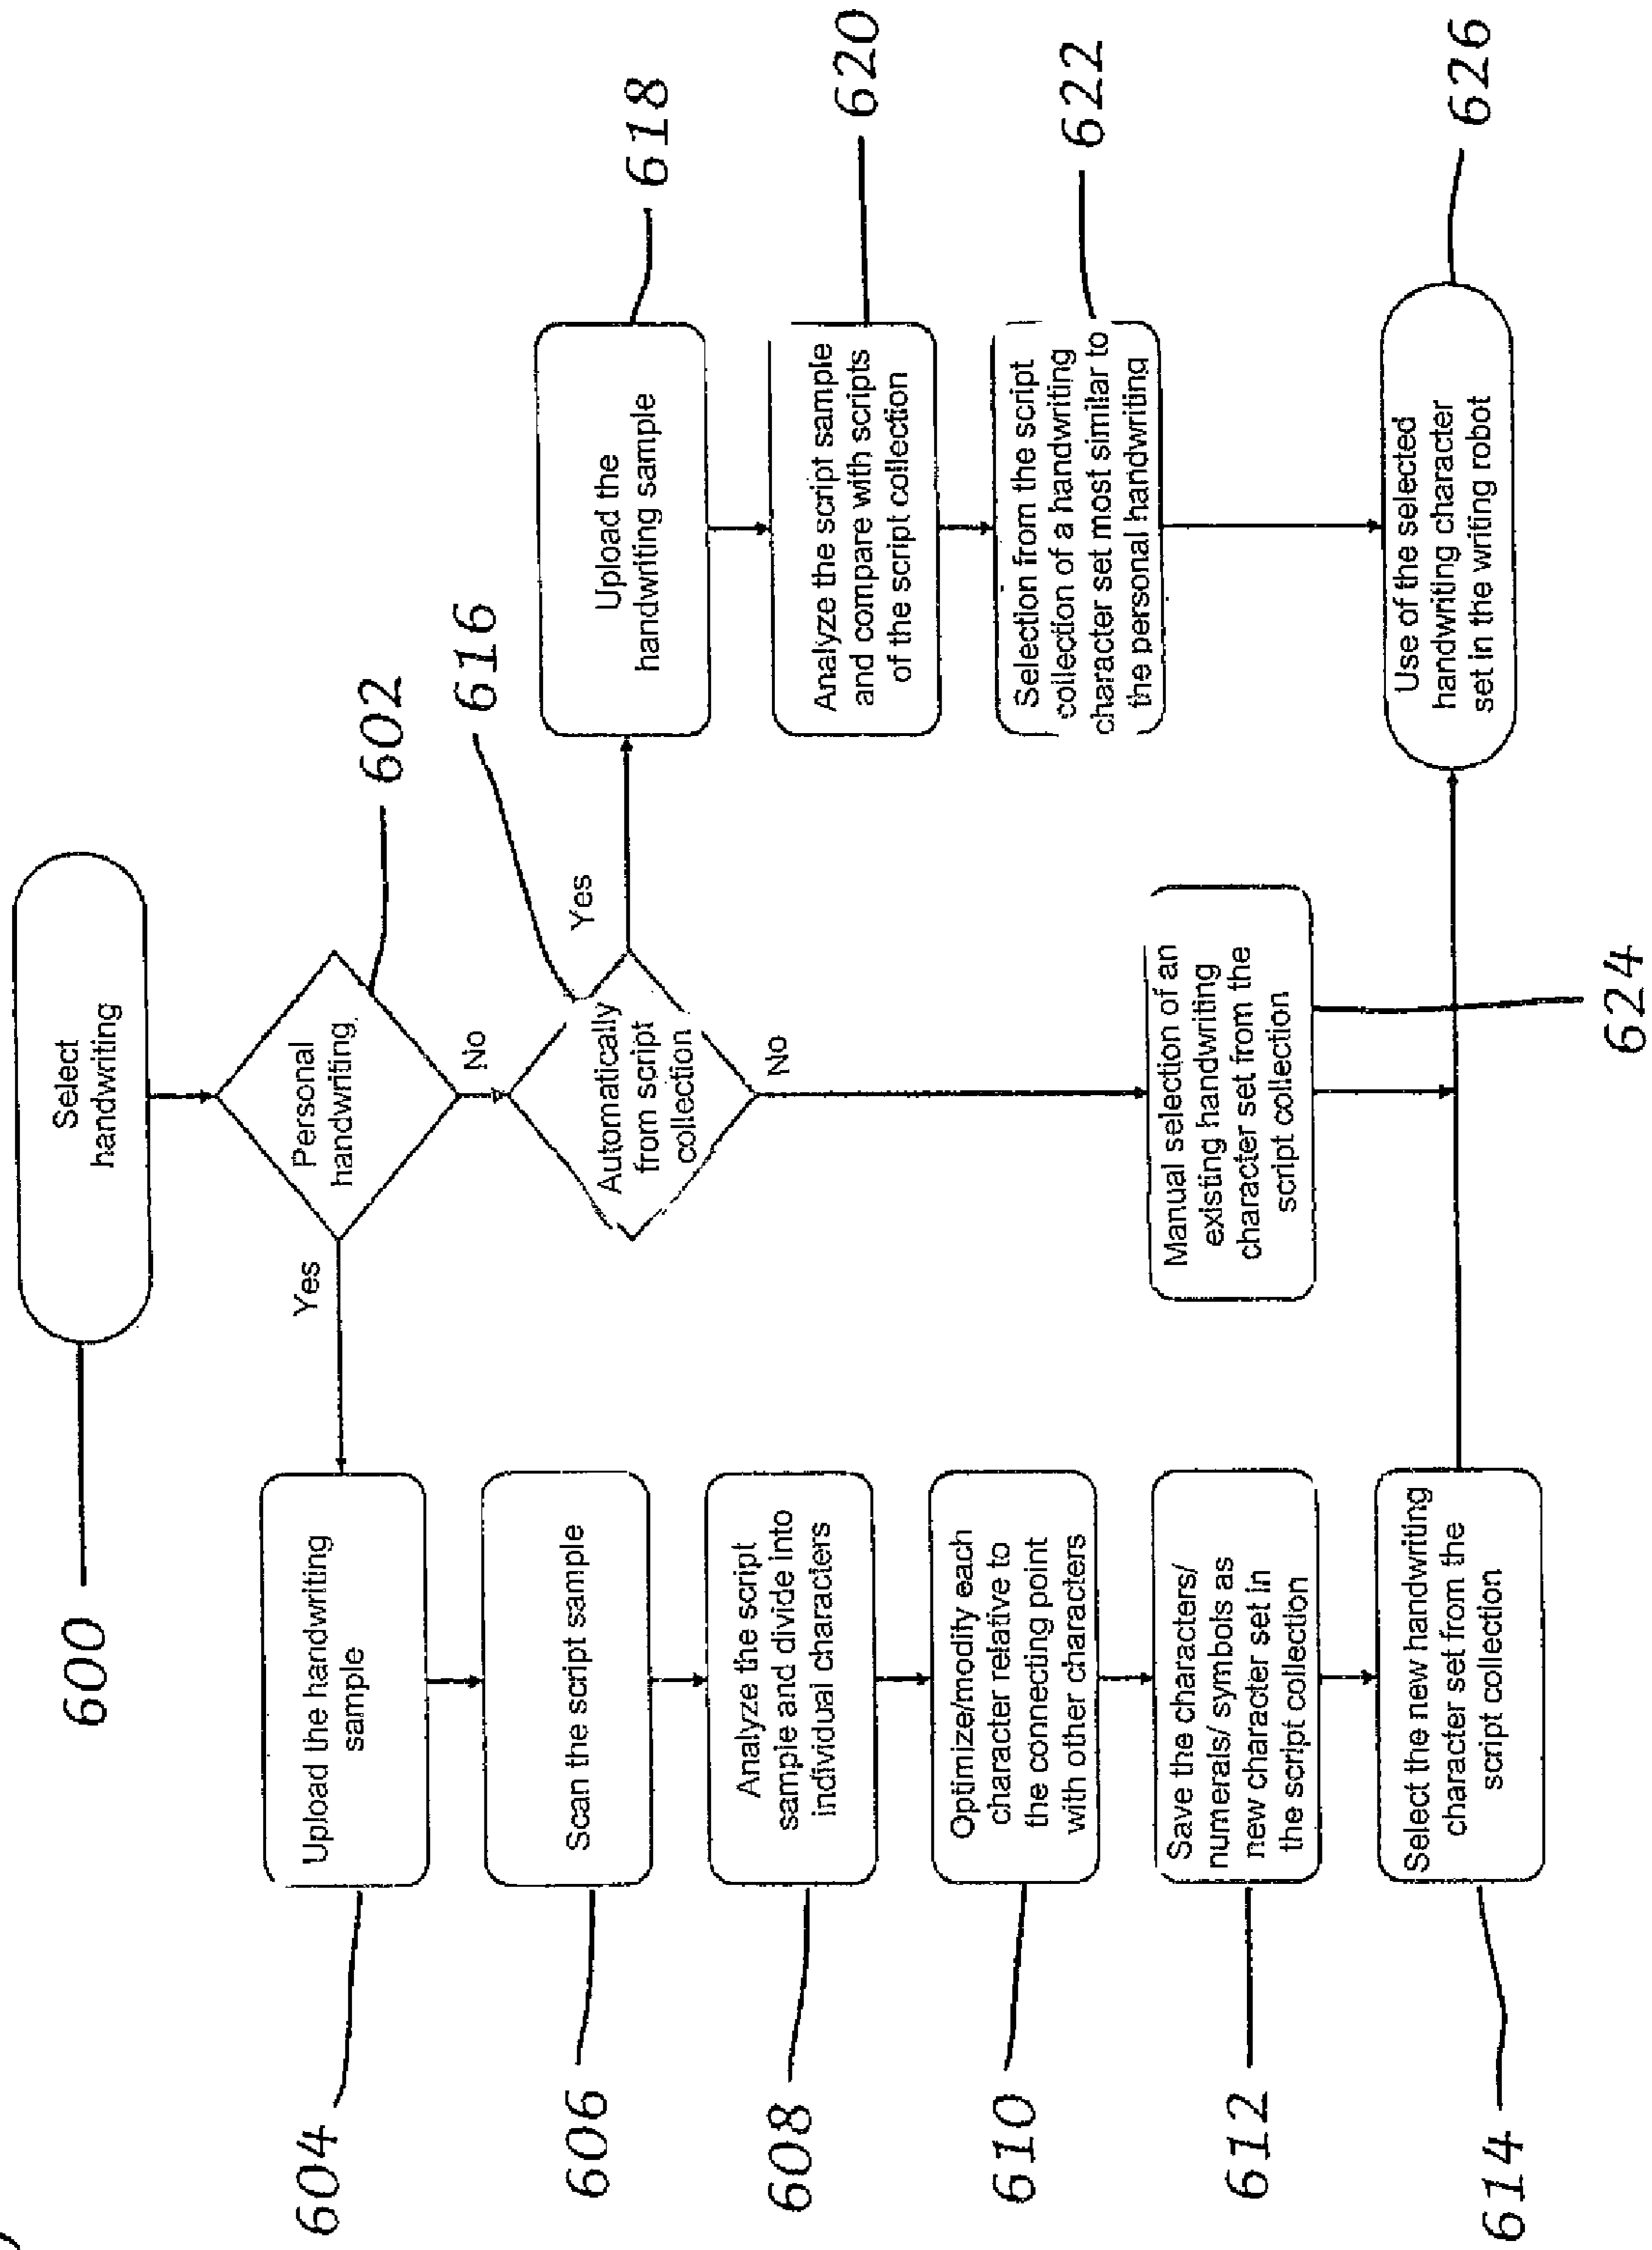 600
Select
handwriting
Personal
handwriting
602
Yes
No
616
Automatically
from script
collection
Yes
No
604
Upload the handwriting
sample
606
Scan the script sample
608
Analyze the script
sample and divide into
individual characters
610
Optimize/modify each
character relative to
the connecting point
with other characters
612
Save the characters/
numerals/ symbols as
new character set in
the script collection
614
Select the new handwriting
character set from the
script collection
Upload the
handwriting sample
618
Analyze the script sample
and compare with scripts
of the script collection
620
Selection from the script
collection of a handwriting
character set most similar to
the personal handwriting
622
Manual selection of an
existing handwriting
character set from the
script collection
624
Use of the selected
handwriting character
set in the writing robot
626